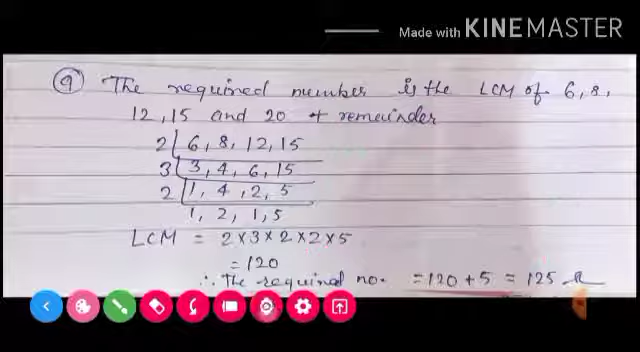 Made with KINEMASTER
9 The required number is the LCM of 6, 8,
12, 15 and 20 + remainder
2 | 6, 8, 12, 15
3 | 3, 4, 6, 15
2 | 1, 4, 2, 5
1, 2, 1, 5
LCM = 2×3×2×2×5
= 120
∴ The required no. = 120 + 5 = 125